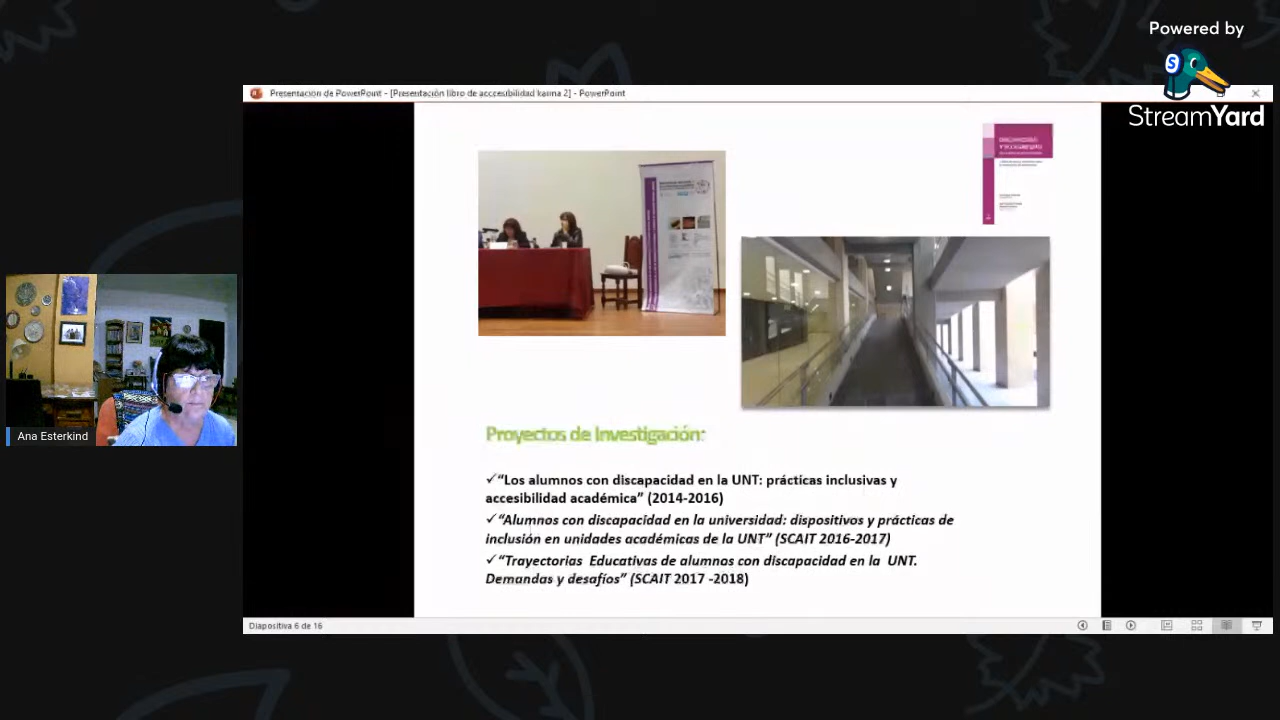 Powered by
StreamYard
Presentación de PowerPoint - [Presentación libro de acccesibilidad karina 2] - PowerPoint
Proyectos de Investigación:
✓“Los alumnos con discapacidad en la UNT: prácticas inclusivas y
accesibilidad académica” (2014-2016)
✓“Alumnos con discapacidad en la universidad: dispositivos y prácticas de
inclusión en unidades académicas de la UNT” (SCAIT 2016-2017)
✓“Trayectorias Educativas de alumnos con discapacidad en la UNT.
Demandas y desafíos” (SCAIT 2017 -2018)
Ana Esterkind
Diapositiva 6 de 16